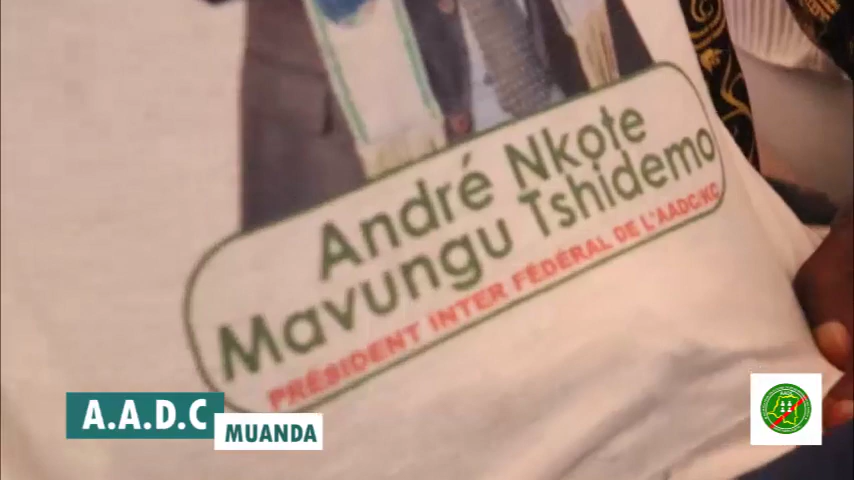 André Nkote
Mavungu Tshidemo
PRÉSIDENT INTER FÉDÉRAL DE L'AADC/KC
A.A.D.C
MUANDA